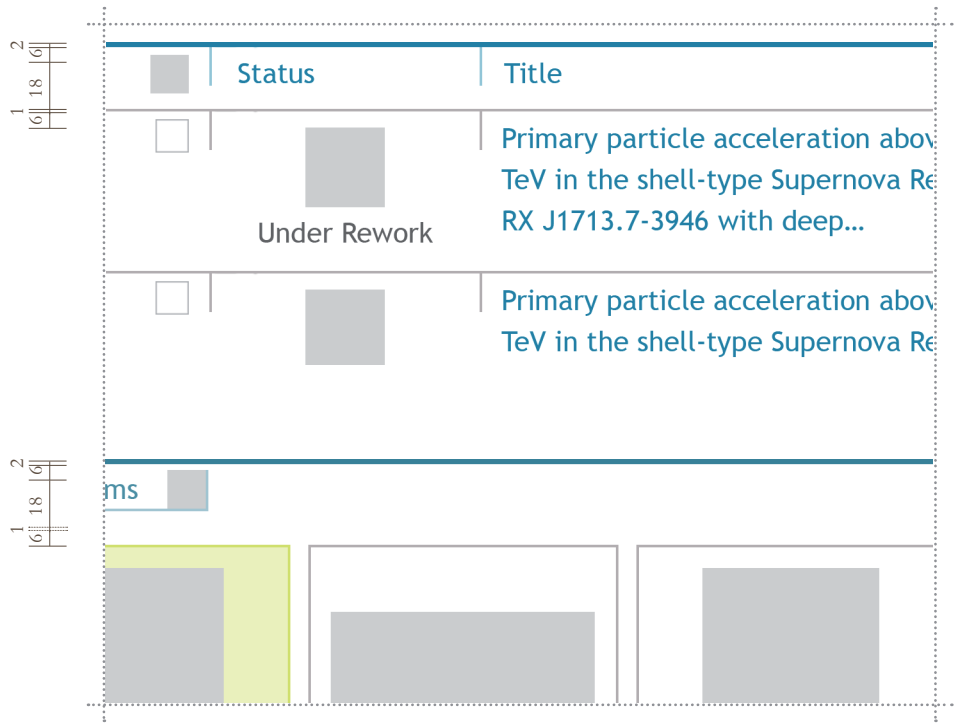 2
6
18
1
6
Status Title
Primary particle acceleration abov
TeV in the shell-type Supernova Re
RX J1713.7-3946 with deep...
Under Rework
Primary particle acceleration abov
TeV in the shell-type Supernova Re
2
6
18
1
6
ms